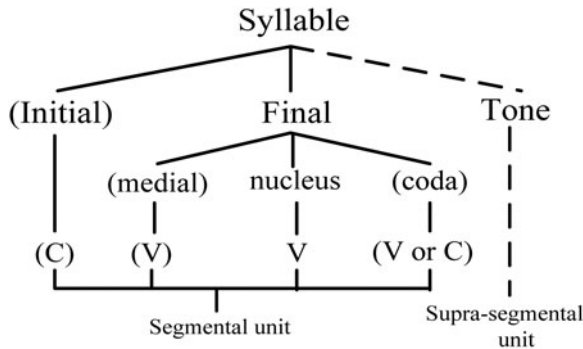 Syllable
(Initial) Final Tone
(medial) nucleus (coda)
(C) (V) V (V or C)
Segmental unit
Supra-segmental
unit